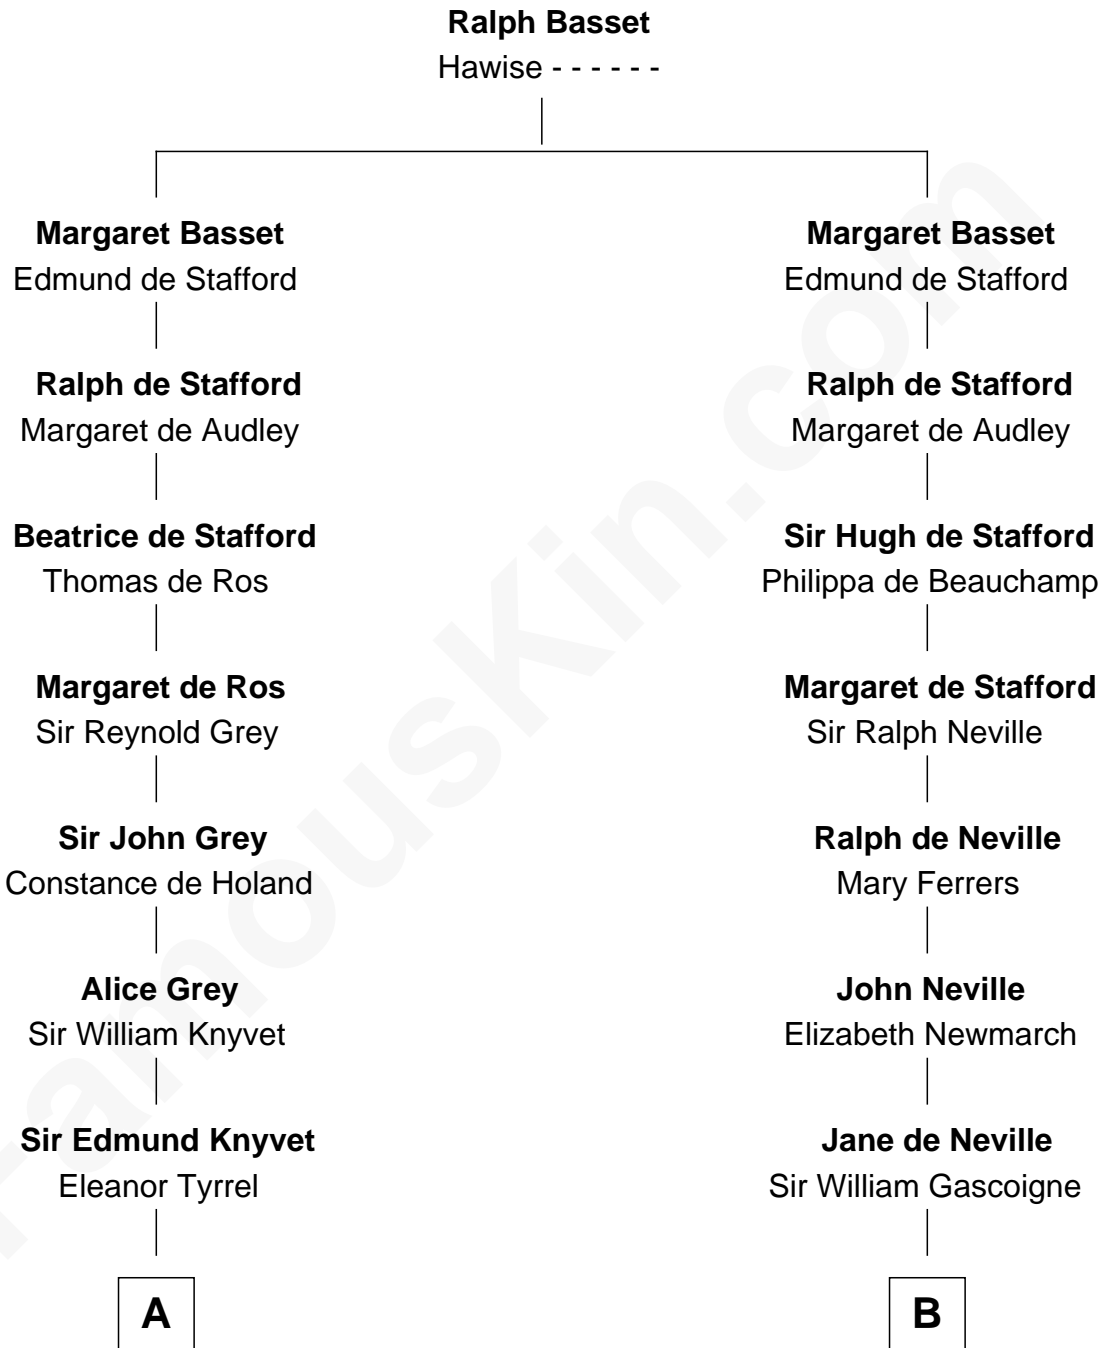 Ralph Basset
Hawise - - - - - -
Margaret Basset
Edmund de Stafford
Margaret Basset
Edmund de Stafford
Ralph de Stafford
Margaret de Audley
Ralph de Stafford
Margaret de Audley
Beatrice de Stafford
Thomas de Ros
Sir Hugh de Stafford
Philippa de Beauchamp
Margaret de Ros
Sir Reynold Grey
Margaret de Stafford
Sir Ralph Neville
Sir John Grey
Constance de Holand
Ralph de Neville
Mary Ferrers
Alice Grey
Sir William Knyvet
John Neville
Elizabeth Newmarch
Sir Edmund Knyvet
Eleanor Tyrrel
Jane de Neville
Sir William Gascoigne
A
B
FamousKin.com